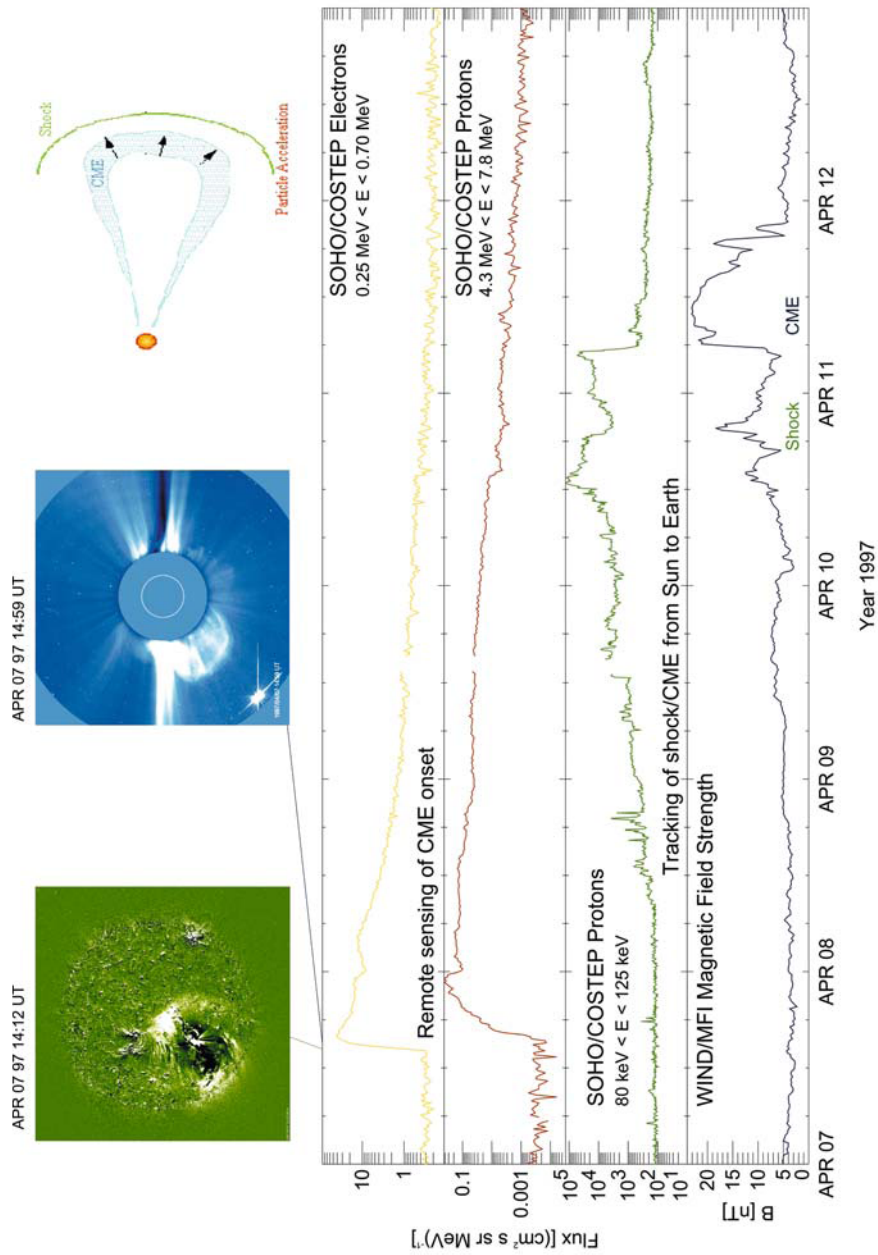 APR 07 97 14:12 UT
APR 07 97 14:59 UT
Shock
CME
Particle Acceleration
SOHO/COSTEP Electrons
0.25 MeV < E < 0.70 MeV
Remote sensing of CME onset
10
1
SOHO/COSTEP Protons
4.3 MeV < E < 7.8 MeV
0.1
0.001
SOHO/COSTEP Protons
80 keV < E < 125 keV
Tracking of shock/CME from Sun to Earth
10⁵
10⁴
10³
10²
10¹
Flux [(cm² s sr MeV)⁻¹]
WIND/MFI Magnetic Field Strength
Shock
CME
20
15
10
5
0
B [nT]
APR 07
APR 08
APR 09
APR 10
APR 11
APR 12
Year 1997